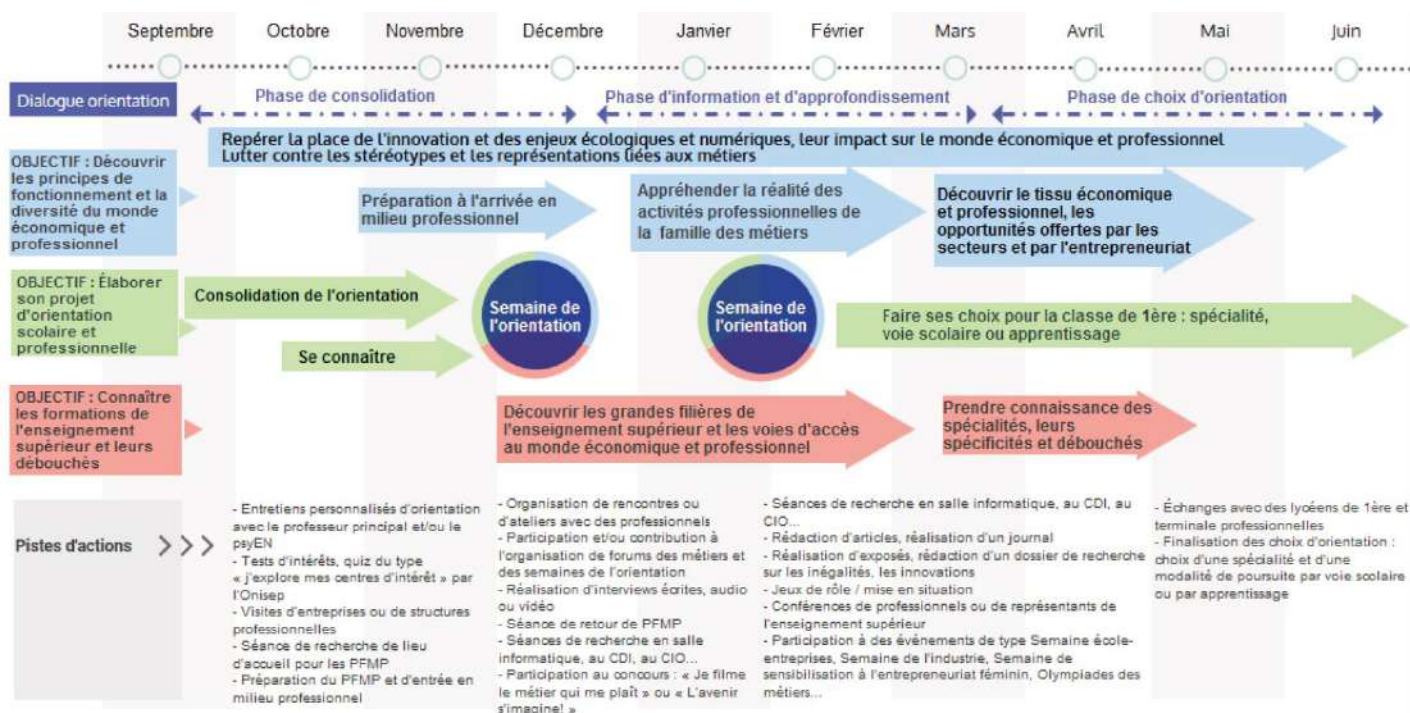 Septembre Octobre Novembre Décembre Janvier Février Mars Avril Mai Juin
Dialogue orientation
Phase de consolidation
Phase d'information et d'approfondissement
Phase de choix d'orientation
Repérer la place de l'innovation et des enjeux écologiques et numériques, leur impact sur le monde économique et professionnel
Lutter contre les stéréotypes et les représentations liées aux métiers
OBJECTIF : Découvrir
les principes de
fonctionnement et la
diversité du monde
économique et
professionnel
Préparation à l'arrivée en
milieu professionnel
Appréhender la réalité des
activités professionnelles de
la famille des métiers
Découvrir le tissu économique
et professionnel, les
opportunités offertes par les
secteurs et par l'entrepreneuriat
OBJECTIF : Élaborer
son projet
d'orientation
scolaire et
professionnelle
Consolidation de l'orientation
Se connaître
Semaine de
l'orientation
Semaine de
l'orientation
Faire ses choix pour la classe de 1ère : spécialité,
voie scolaire ou apprentissage
OBJECTIF : Connaître
les formations de
l'enseignement
supérieur et leurs
débouchés
Découvrir les grandes filières de
l'enseignement supérieur et les voies d'accès
au monde économique et professionnel
Prendre connaissance des
spécialités, leurs
spécificités et débouchés
Pistes d'actions
- Entretiens personnalisés d'orientation
avec le professeur principal et/ou le
psyEN
- Tests d'intérêts, quiz du type
« j'explore mes centres d'intérêt » par
l'Onisep
- Visites d'entreprises ou de structures
professionnelles
- Séance de recherche de lieu
d'accueil pour les PFMP
- Préparation du PFMP et d'entrée en
milieu professionnel
- Organisation de rencontres ou
d'ateliers avec des professionnels
- Participation et/ou contribution à
l'organisation de forums des métiers et
des semaines de l'orientation
- Réalisation d'interviews écrites, audio
ou vidéo
- Séance de retour de PFMP
- Séances de recherche en salle
informatique, au CDI, au CIO...
- Participation au concours : « Je filme
le métier qui me plaît » ou « L'avenir
s'imagine! »
- Séances de recherche en salle informatique, au CDI, au
CIO...
- Rédaction d'articles, réalisation d'un journal
- Réalisation d'exposés, rédaction d'un dossier de recherche
sur les inégalités, les innovations
- Jeux de rôle / mise en situation
- Conférences de professionnels ou de représentants de
l'enseignement supérieur
- Participation à des événements de type Semaine école-
entreprises, Semaine de l'industrie, Semaine de
sensibilisation à l'entrepreneuriat féminin, Olympiades des
métiers...
- Échanges avec des lycéens de 1ère et
terminale professionnelles
- Finalisation des choix d'orientation :
choix d'une spécialité et d'une
modalité de poursuite par voie scolaire
ou par apprentissage